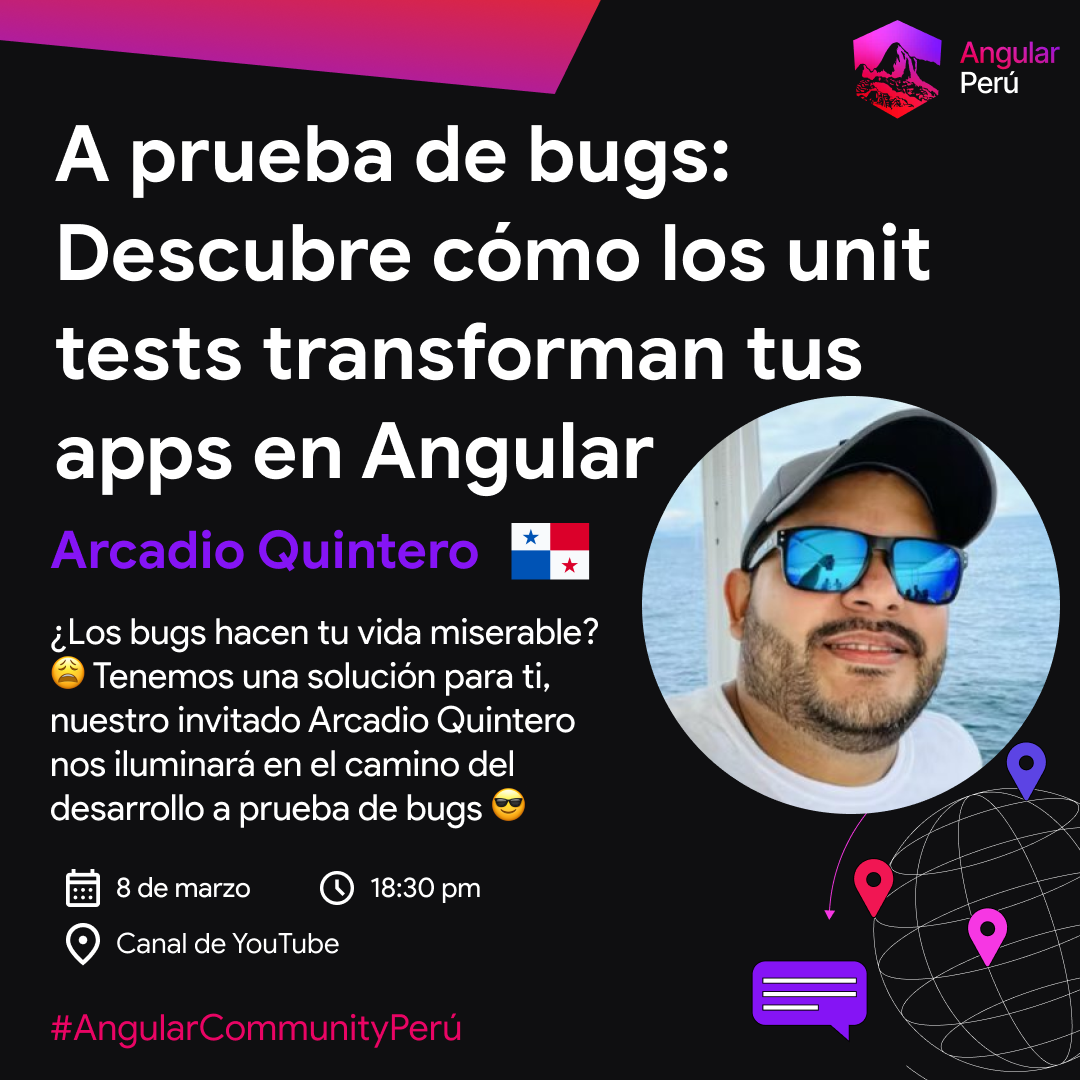 Angular
Perú
A prueba de bugs:
Descubre cómo los unit
tests transforman tus
apps en Angular
Arcadio Quintero
¿Los bugs hacen tu vida miserable?
😩 Tenemos una solución para ti,
nuestro invitado Arcadio Quintero
nos iluminará en el camino del
desarrollo a prueba de bugs 😎
8 de marzo
18:30 pm
Canal de YouTube
#AngularCommunityPerú